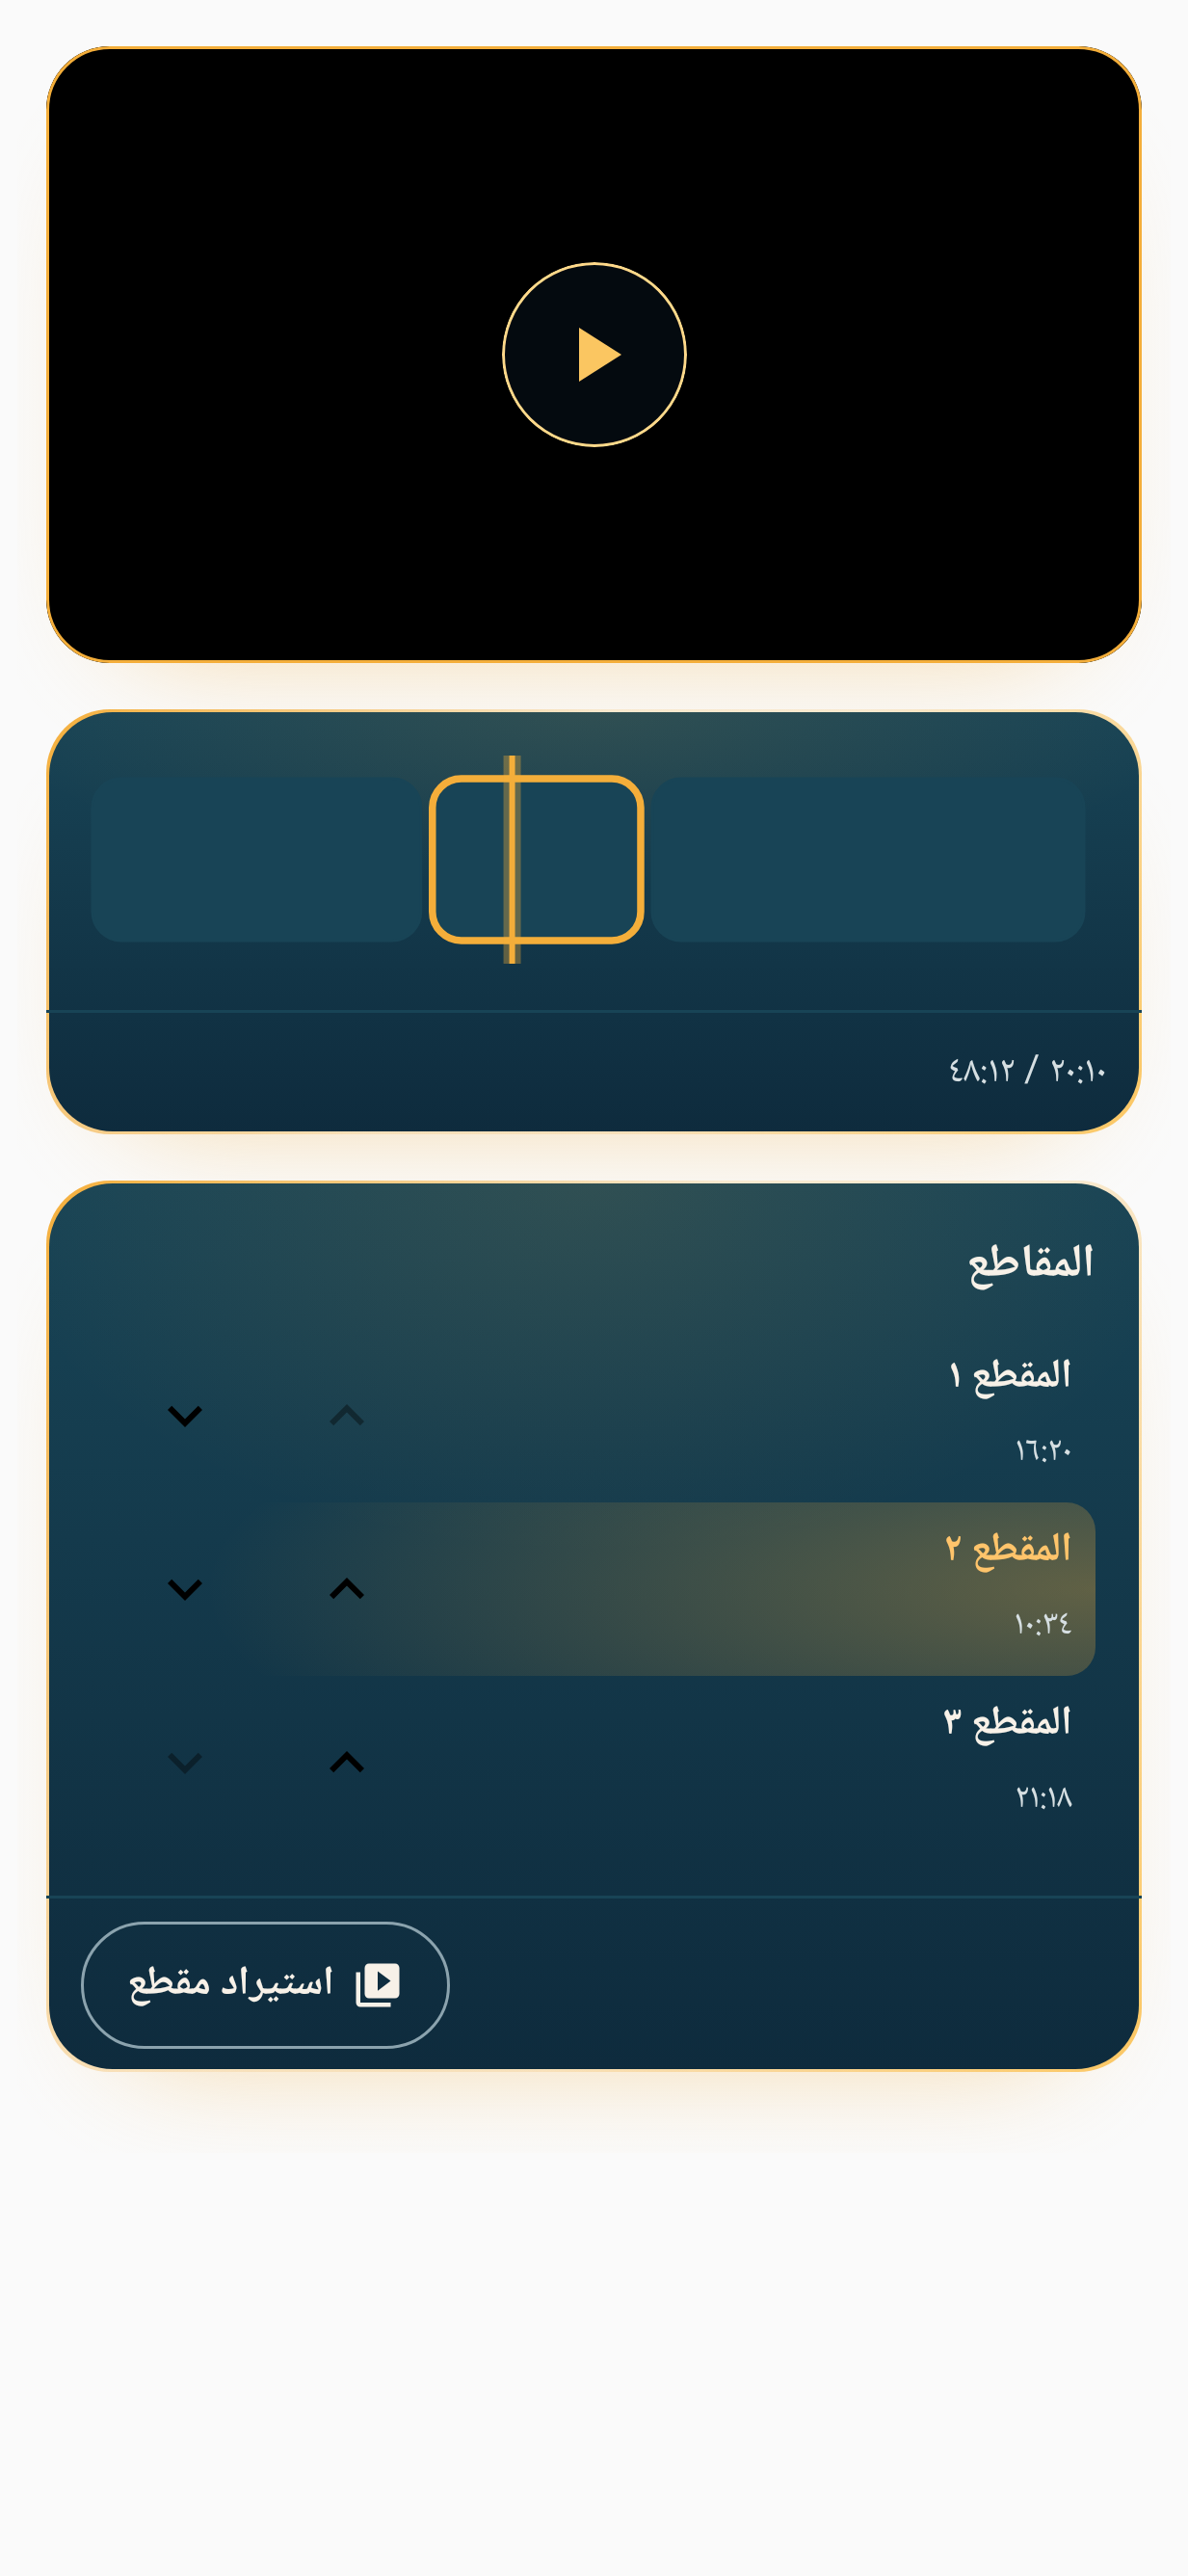 ٢٠:١٠ / ٤٨:١٢
المقاطع
المقطع ١
١٦:٢٠
المقطع ٢
١٠:٣٤
المقطع ٣
٢١:١٨
استيراد مقطع